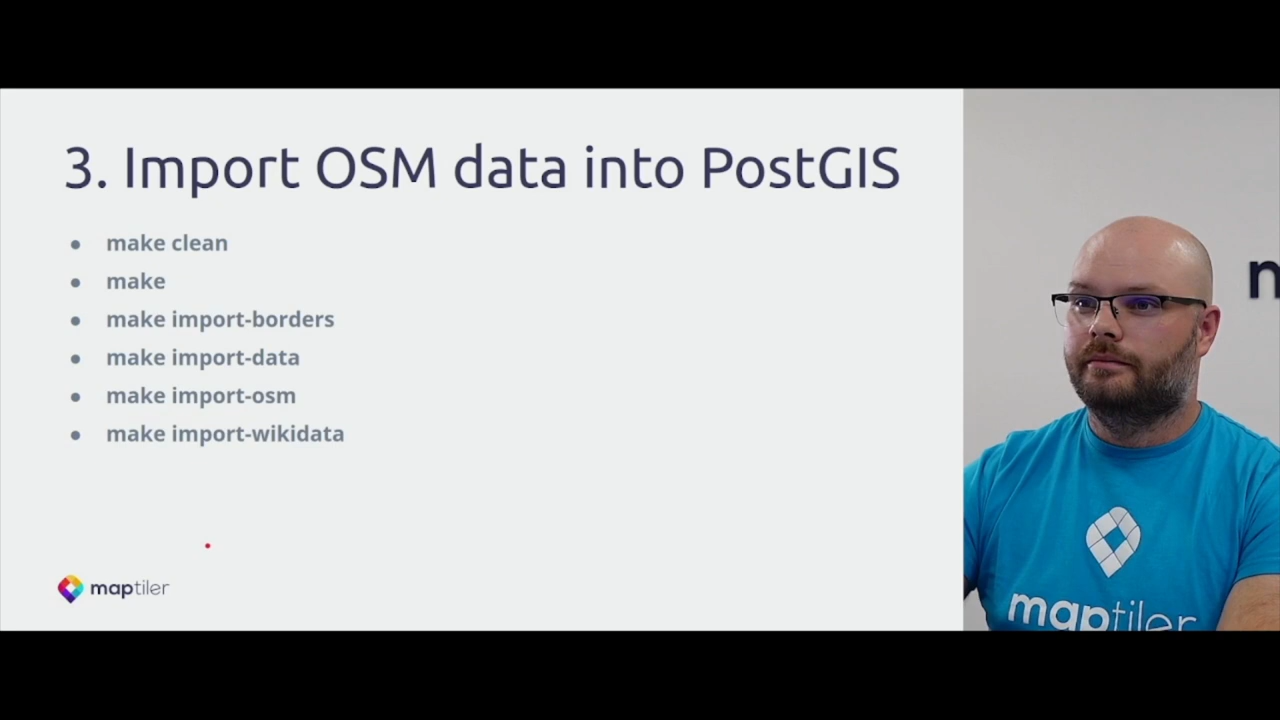 3. Import OSM data into PostGIS
● make clean
● make
● make import-borders
● make import-data
● make import-osm
● make import-wikidata
maptiler
maptiler